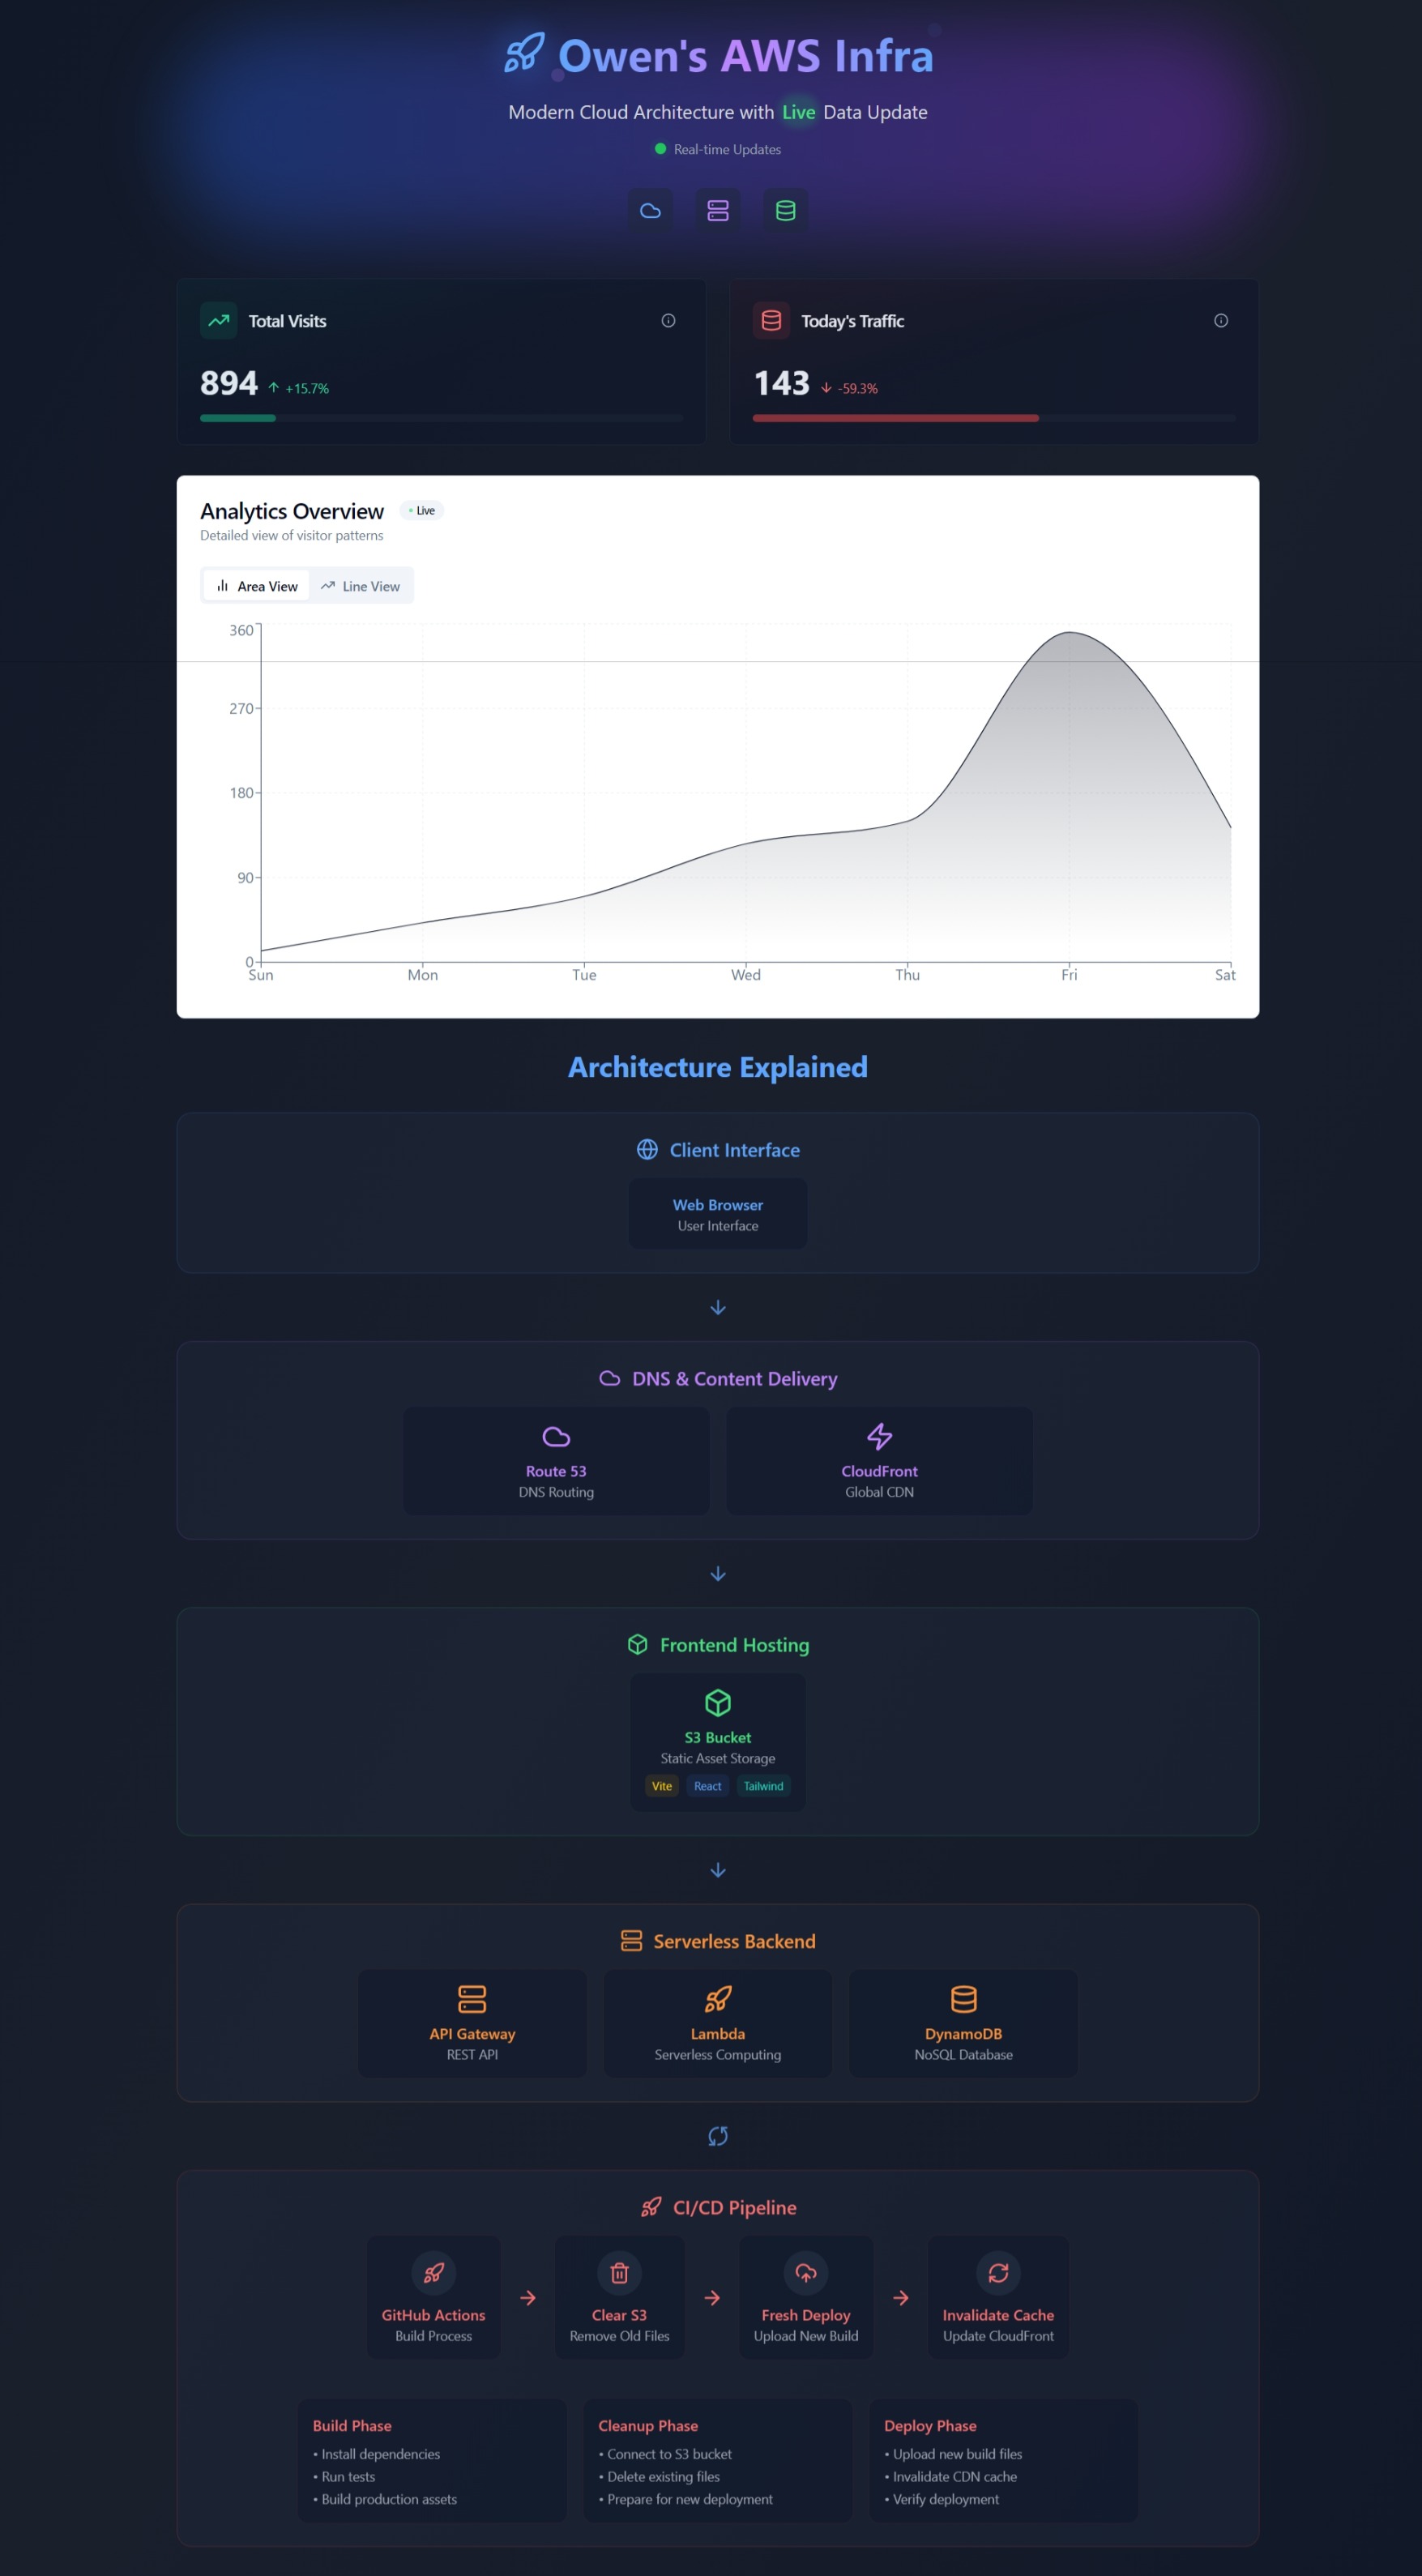 Owen's AWS Infra
Modern Cloud Architecture with Live Data Update
Real-time Updates
Total Visits
894 +15.7%
Today's Traffic
143 -59.3%
Analytics Overview Live
Detailed view of visitor patterns
Area View Line View
360
270
180
90
0
Sun Mon Tue Wed Thu Fri Sat
Architecture Explained
Client Interface
Web Browser
User Interface
DNS & Content Delivery
Route 53
DNS Routing
CloudFront
Global CDN
Frontend Hosting
S3 Bucket
Static Asset Storage
Vite React Tailwind
Serverless Backend
API Gateway
REST API
Lambda
Serverless Computing
DynamoDB
NoSQL Database
CI/CD Pipeline
GitHub Actions
Build Process
Clear S3
Remove Old Files
Fresh Deploy
Upload New Build
Invalidate Cache
Update CloudFront
Build Phase
• Install dependencies
• Run tests
• Build production assets
Cleanup Phase
• Connect to S3 bucket
• Delete existing files
• Prepare for new deployment
Deploy Phase
• Upload new build files
• Invalidate CDN cache
• Verify deployment